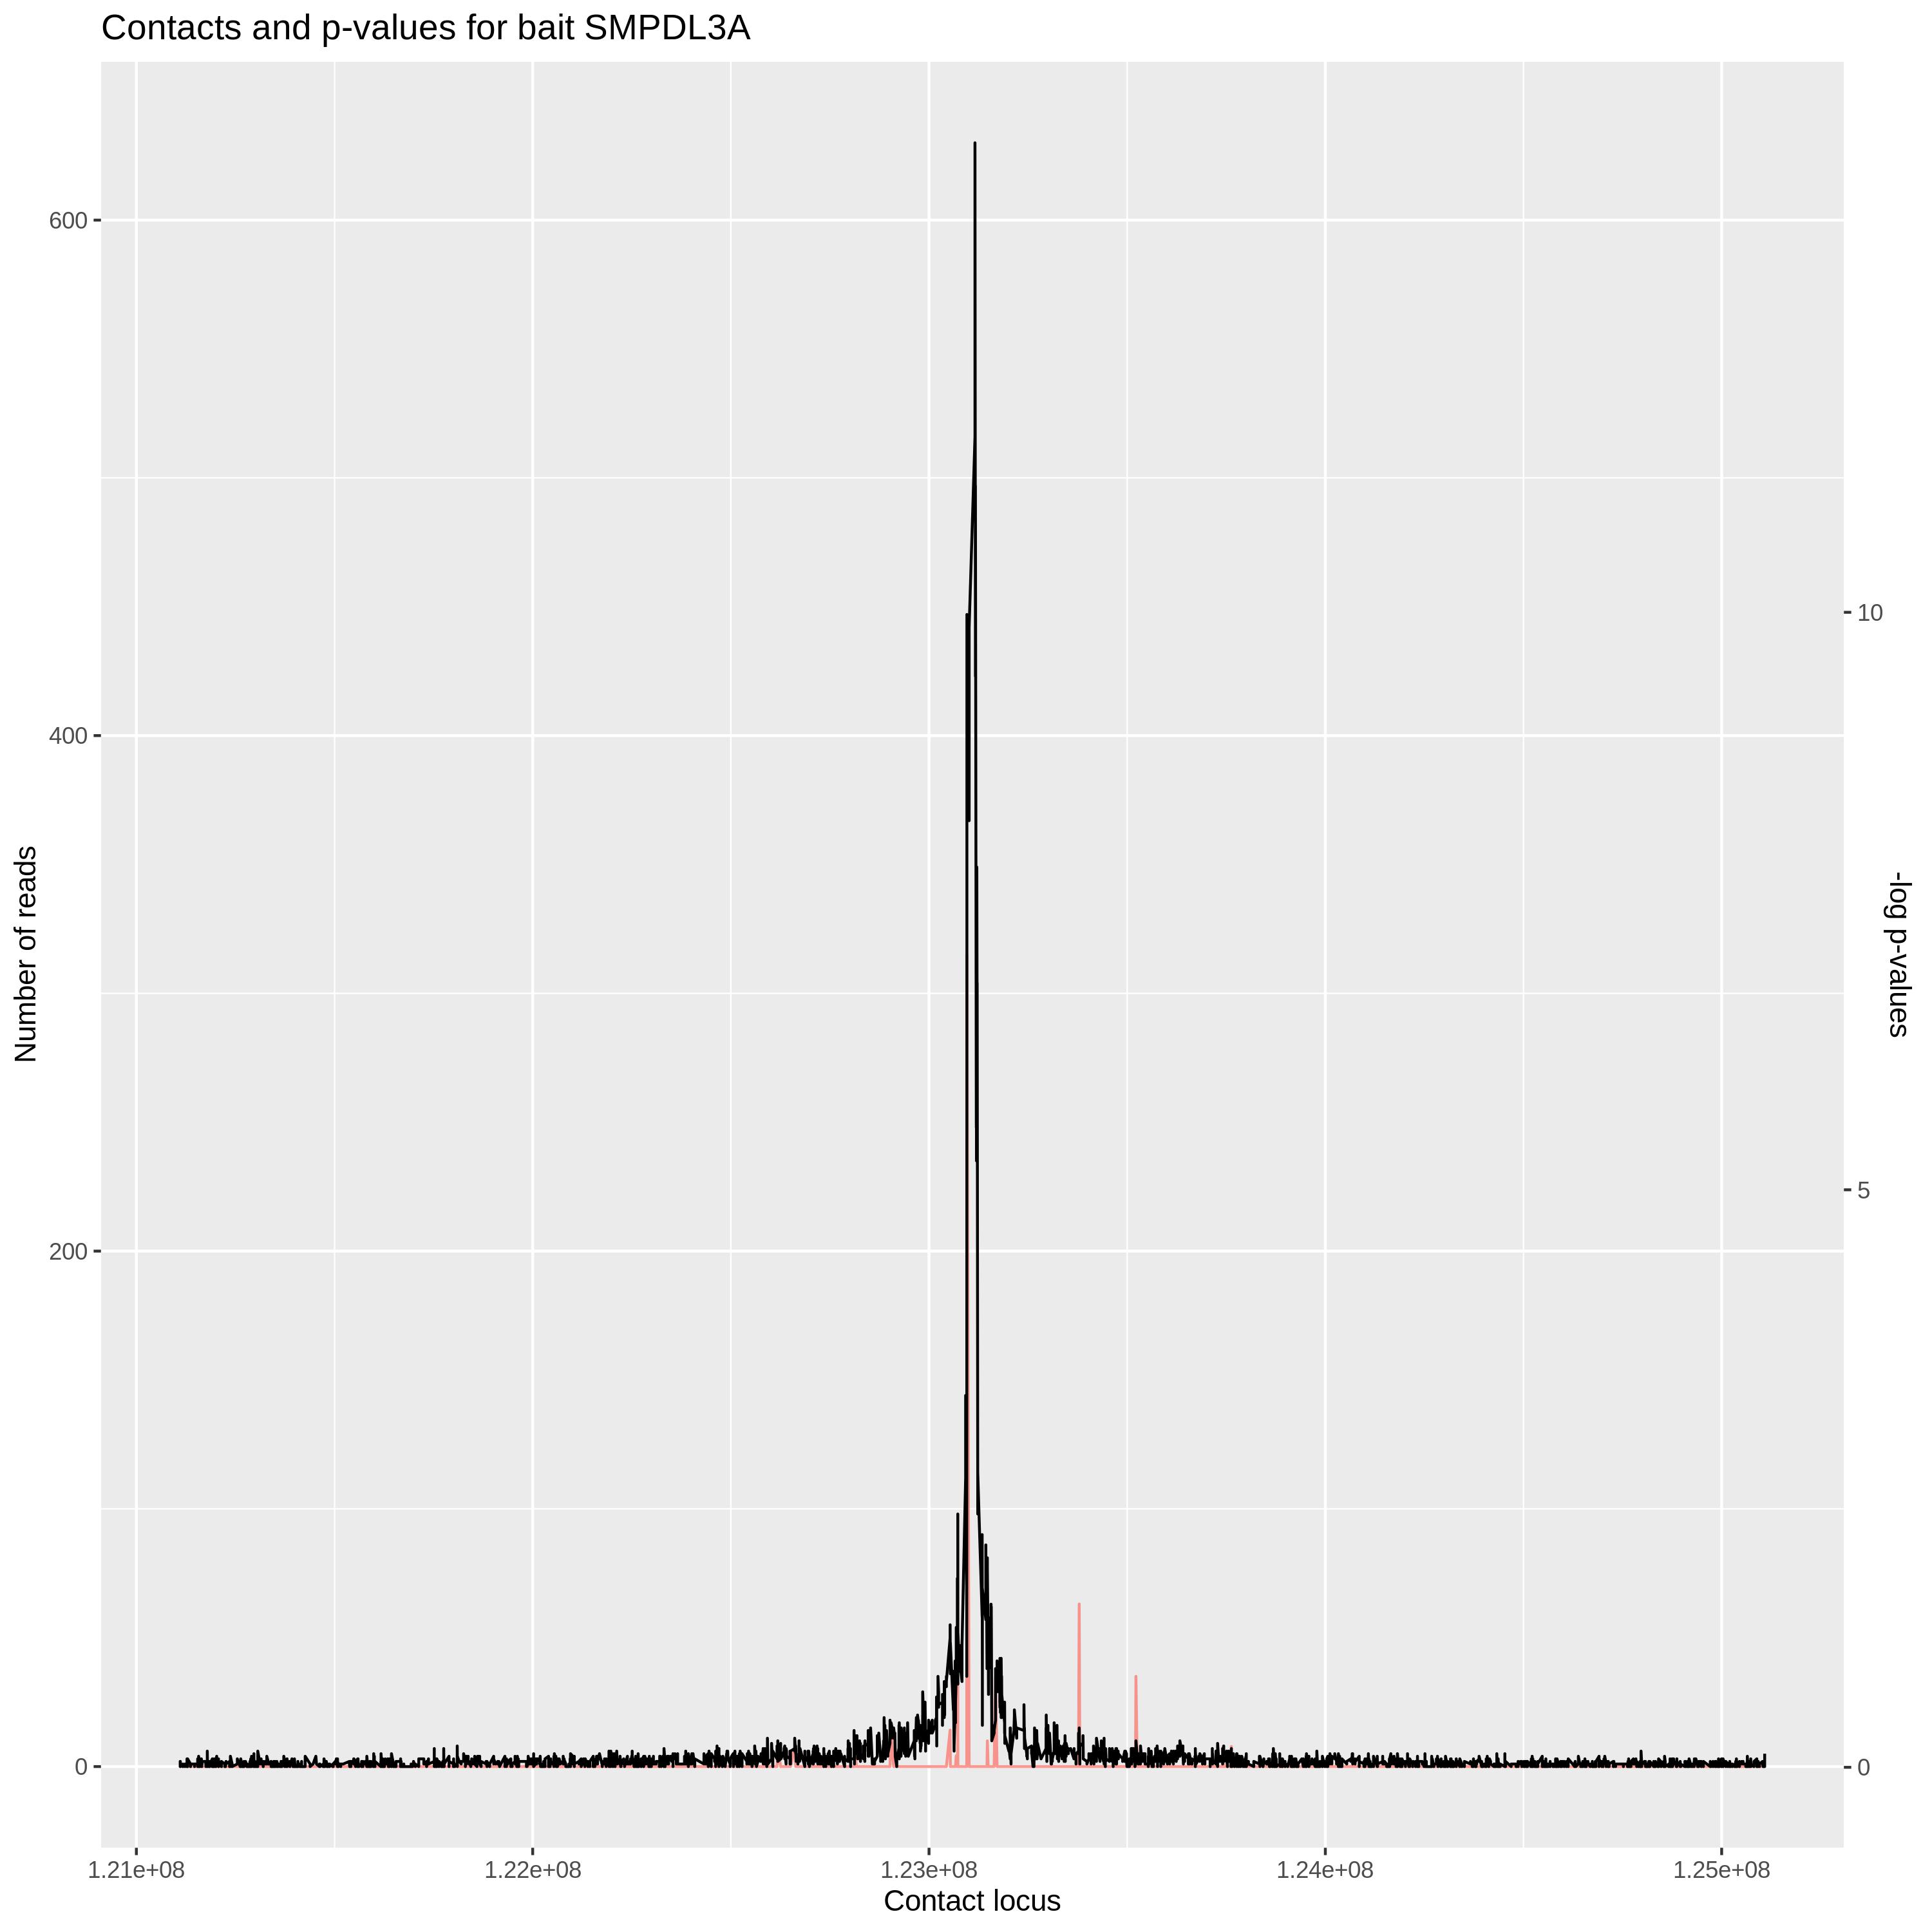 Contacts and p-values for bait SMPDL3A
600
400
200
0
Number of reads
10
5
0
-log p-values
1.21e+08
1.22e+08
1.23e+08
1.24e+08
1.25e+08
Contact locus